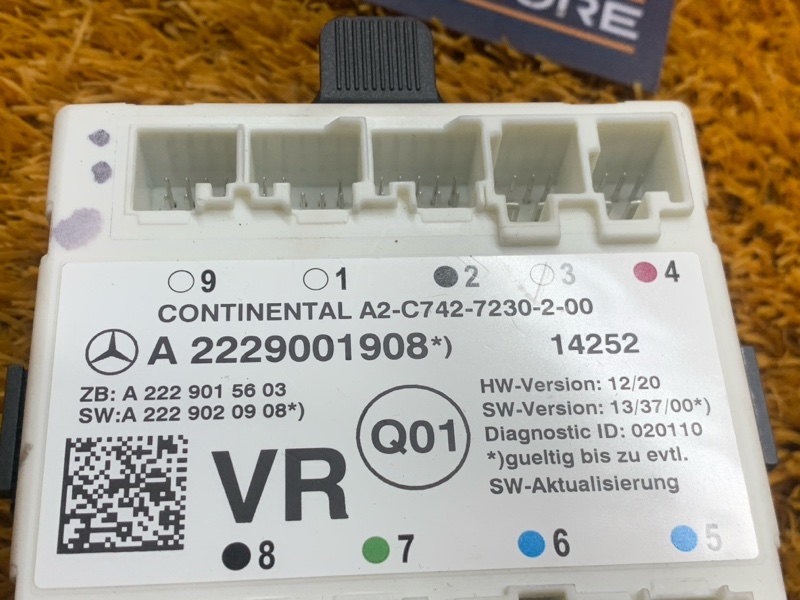 ORE
9 1 2 3 4
CONTINENTAL A2-C742-7230-2-00
A 2229001908*) 14252
ZB: A 222 901 56 03
SW:A 222 902 09 08*)
HW-Version: 12/20
SW-Version: 13/37/00*)
Diagnostic ID: 020110
*)gueltig bis zu evtl.
SW-Aktualisierung
VR
Q01
8 7 6 5